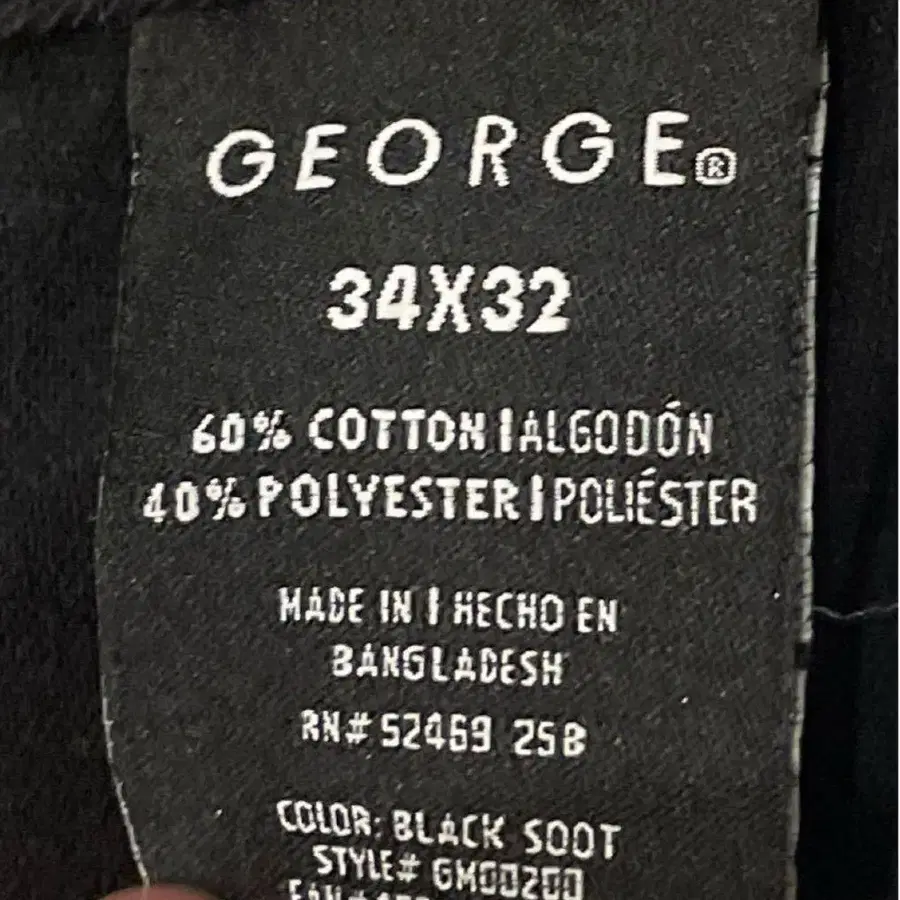 GEORGE®
34X32
60% COTTON | ALGODÓN
40% POLYESTER | POLIÉSTER
MADE IN | HECHO EN
BANGLADESH
RN# 52469 25B
COLOR: BLACK SOOT
STYLE# GM00200